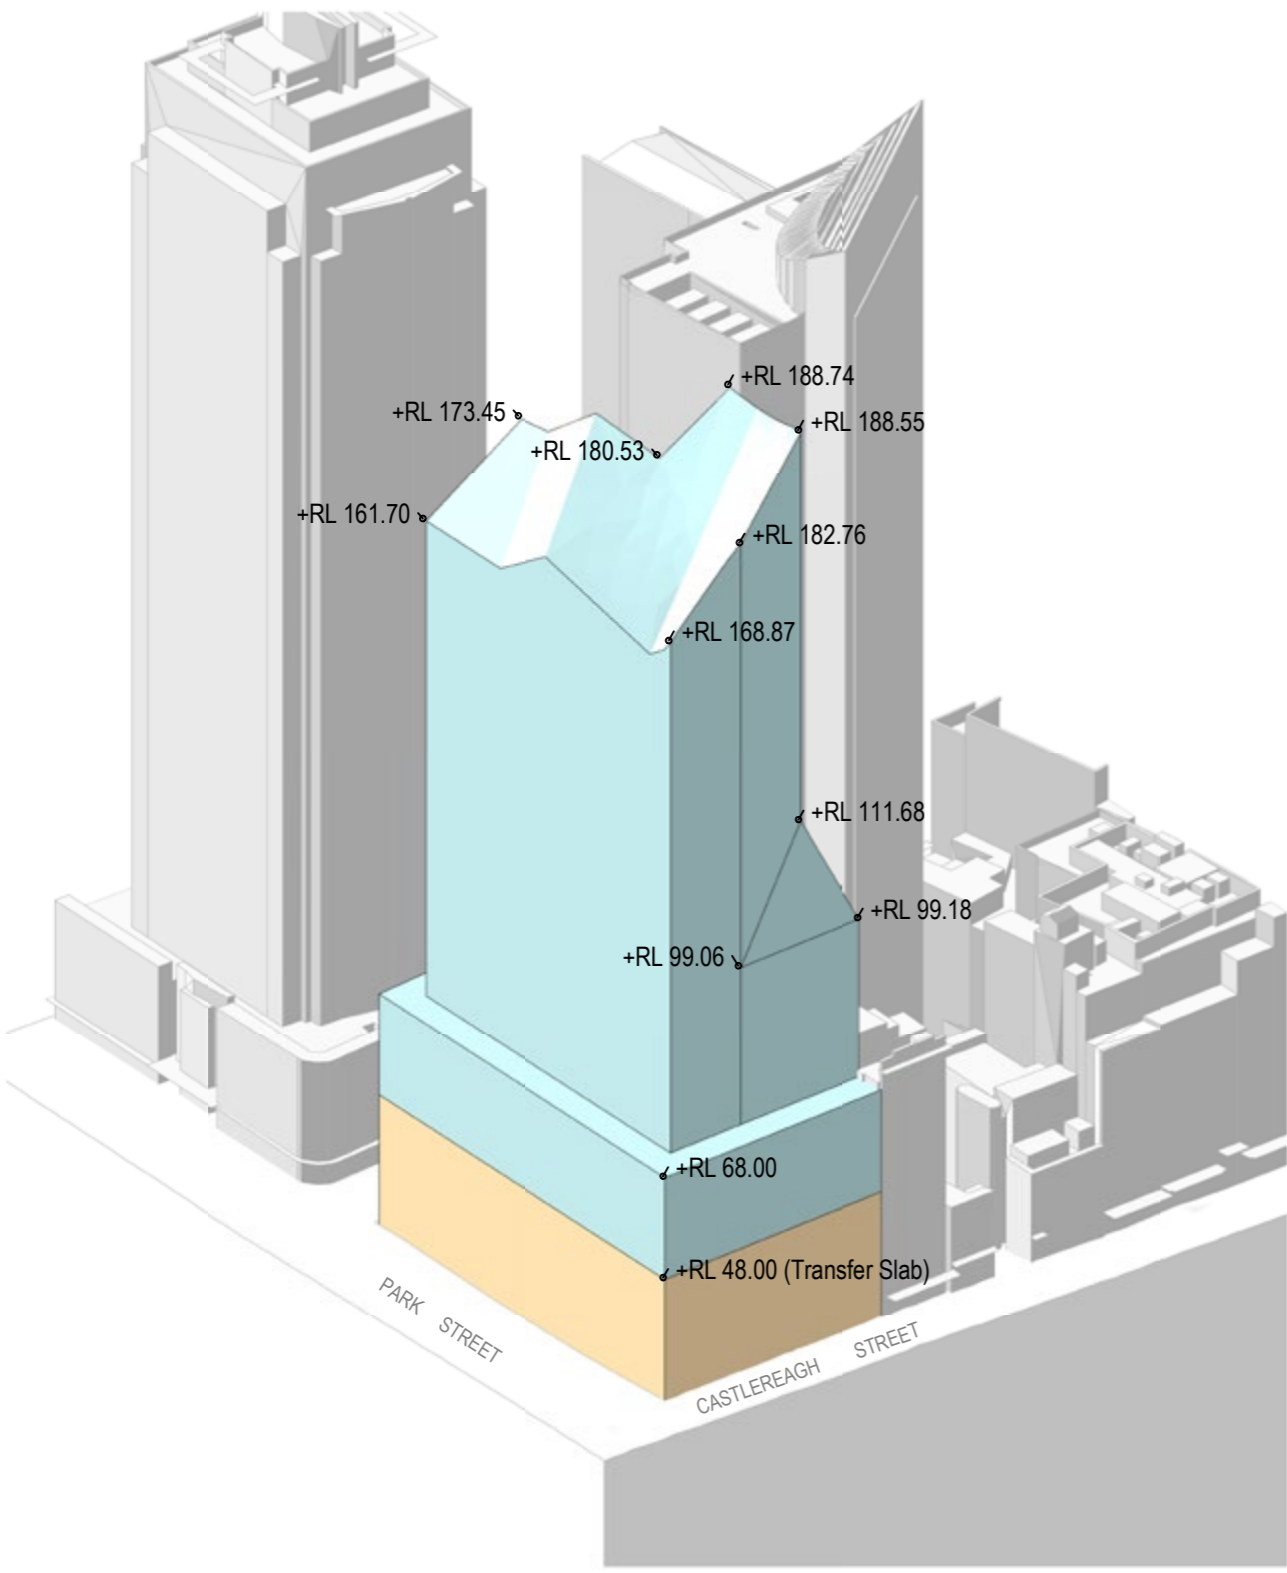 +RL 188.74
+RL 173.45
+RL 188.55
+RL 180.53
+RL 161.70
+RL 182.76
+RL 168.87
+RL 111.68
+RL 99.18
+RL 99.06
+RL 68.00
+RL 48.00 (Transfer Slab)
PARK STREET
CASTLEREAGH STREET